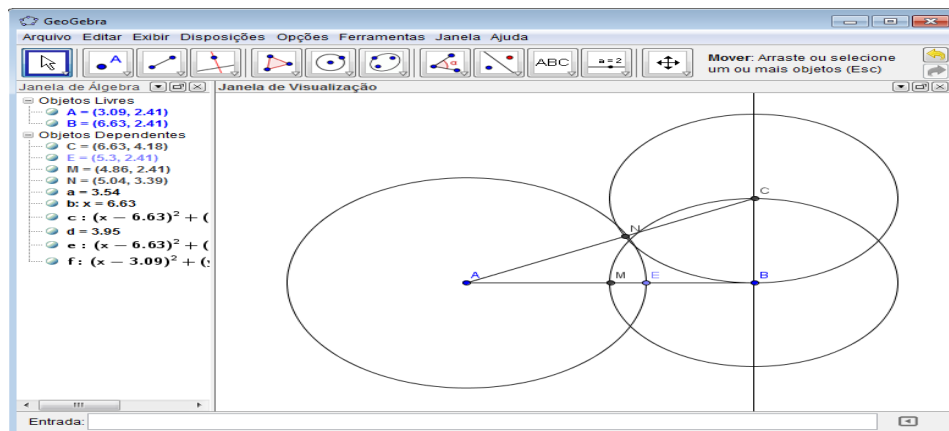 GeoGebra
Arquivo Editar Exibir Disposições Opções Ferramentas Janela Ajuda
A
α
ABC
a = 2
Mover: Arraste ou selecione
um ou mais objetos (Esc)
Janela de Álgebra
Janela de Visualização
Objetos Livres
A = (3.09, 2.41)
B = (6.63, 2.41)
Objetos Dependentes
C = (6.63, 4.18)
E = (5.3, 2.41)
M = (4.86, 2.41)
N = (5.04, 3.39)
a = 3.54
b: x = 6.63
c : (x − 6.63)² + (
d = 3.95
e : (x − 6.63)² + (
f : (x − 3.09)² + (
C
N
A
M
E
B
Entrada: